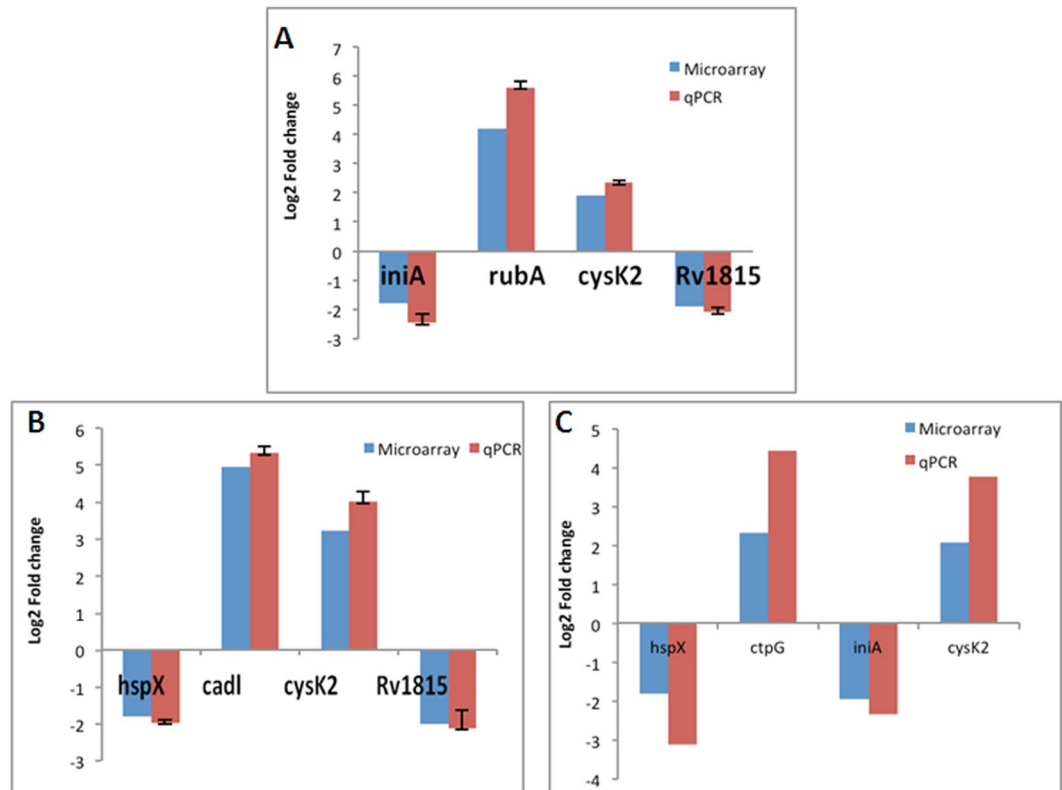 A
Log2 Fold change
7
6
5
4
3
2
1
0
-1
-2
-3
Microarray
qPCR
iniA rubA cysK2 Rv1815
B
Log2 Fold change
6
5
4
3
2
1
0
-1
-2
-3
Microarray qPCR
hspX cadI cysK2 Rv1815
C
Log2 Fold change
5
4
3
2
1
0
-1
-2
-3
-4
Microarray
qPCR
hspX ctpG iniA cysK2